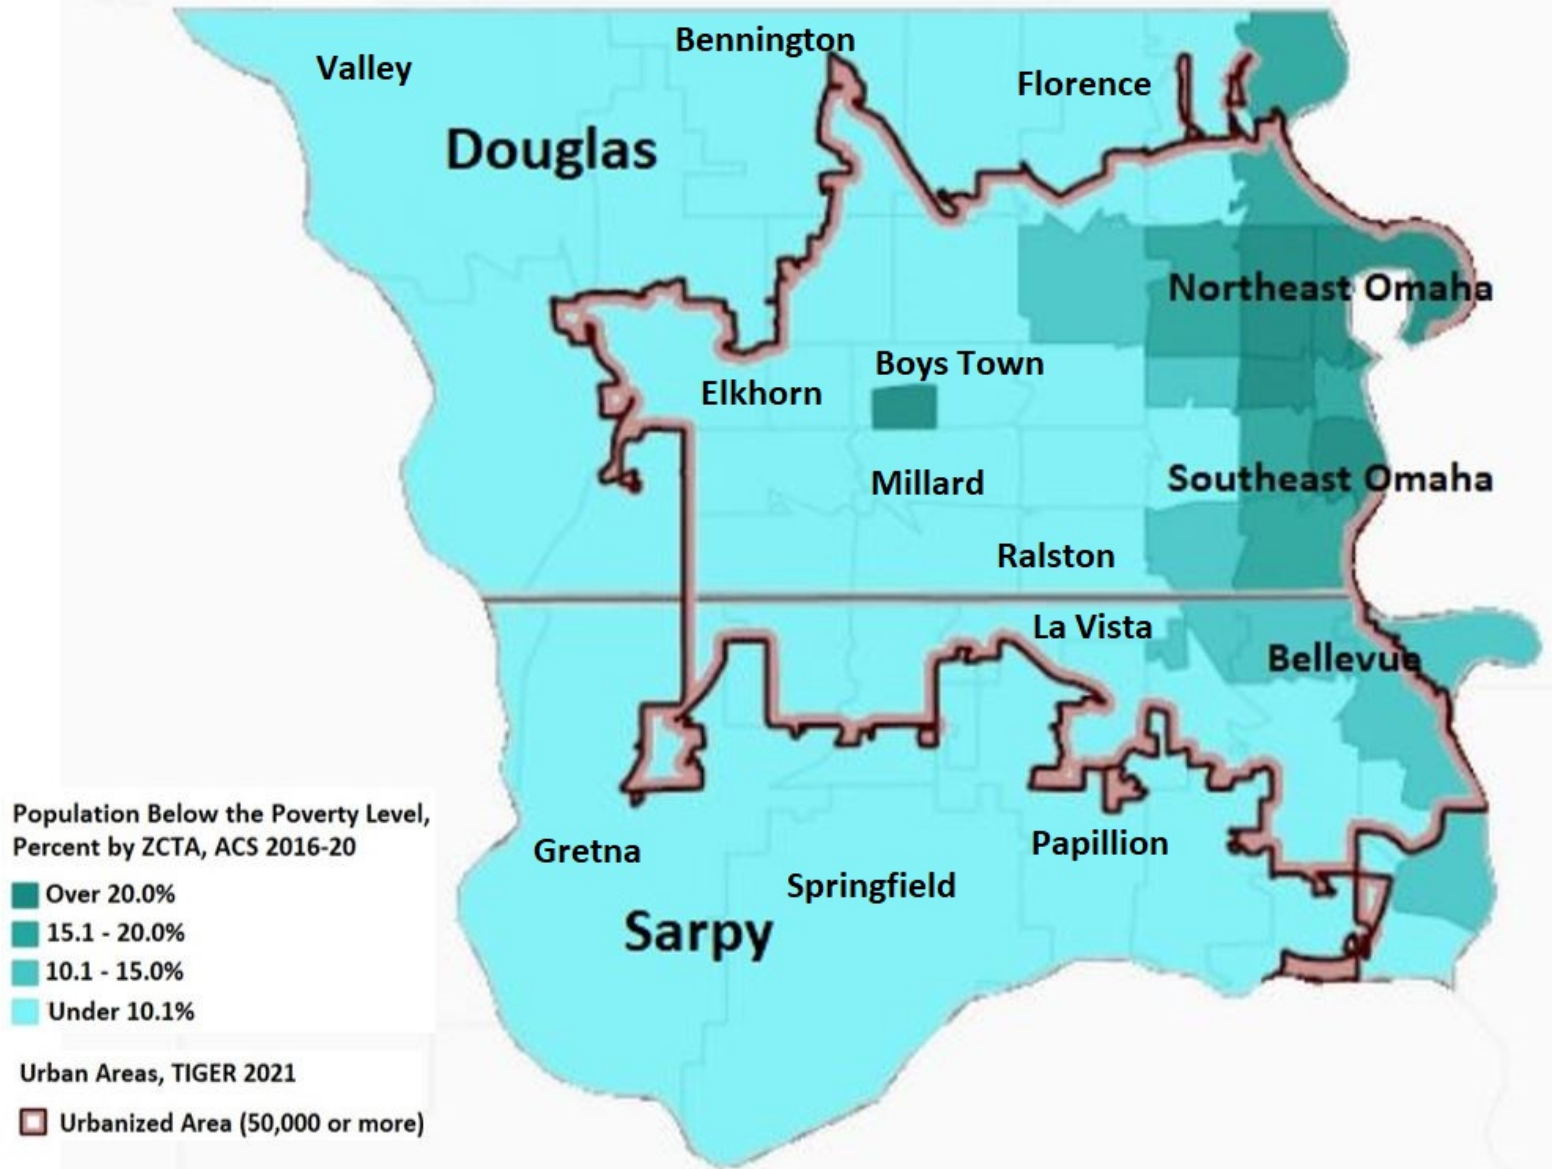 Bennington
Valley
Florence
Douglas
Northeast Omaha
Boys Town
Elkhorn
Southeast Omaha
Millard
Ralston
La Vista
Bellevue
Population Below the Poverty Level,
Percent by ZCTA, ACS 2016-20
Over 20.0%
15.1 - 20.0%
10.1 - 15.0%
Under 10.1%
Gretna
Papillion
Springfield
Sarpy
Urban Areas, TIGER 2021
Urbanized Area (50,000 or more)